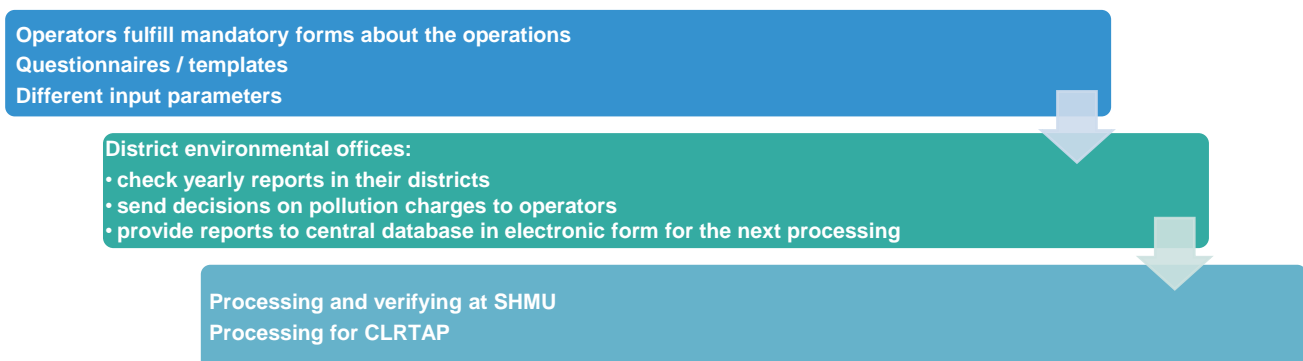 Operators fulfill mandatory forms about the operations
Questionnaires / templates
Different input parameters
District environmental offices:
• check yearly reports in their districts
• send decisions on pollution charges to operators
• provide reports to central database in electronic form for the next processing
Processing and verifying at SHMU
Processing for CLRTAP